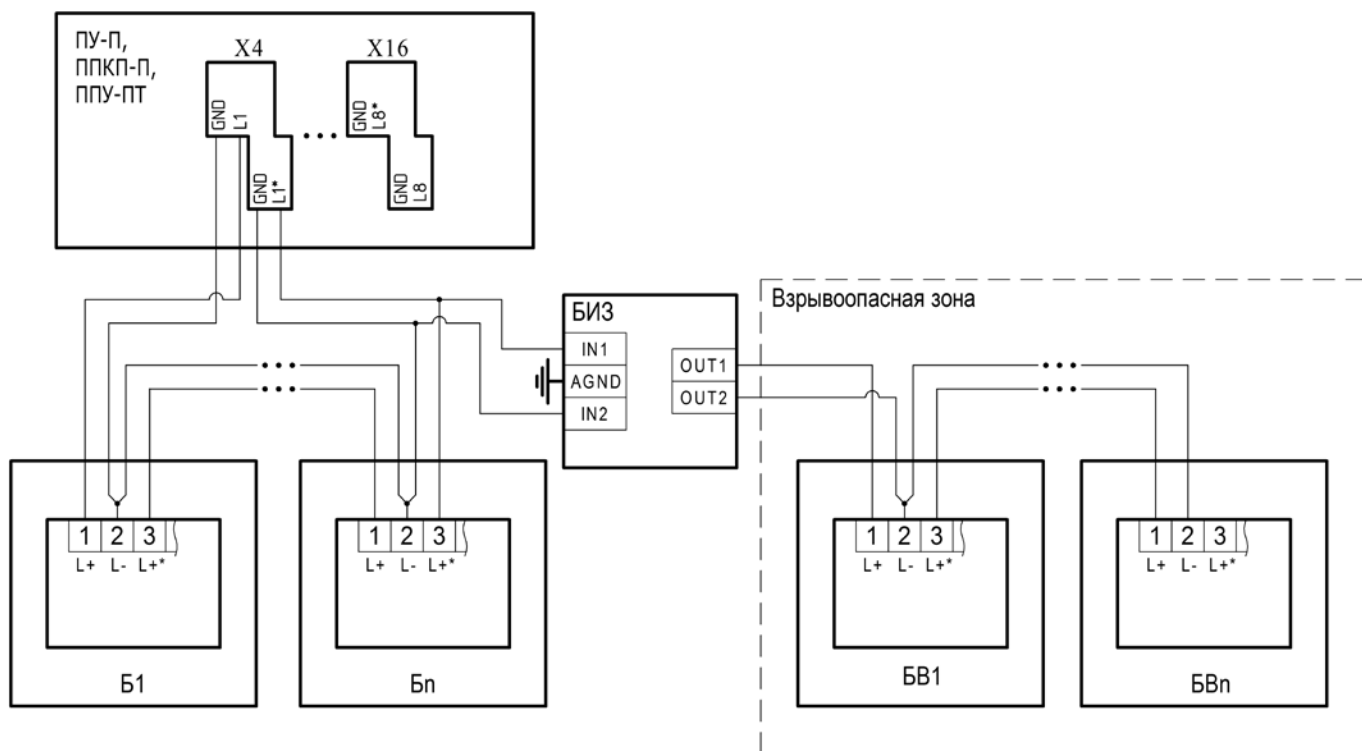 ПУ-П,
ППКП-П,
ППУ-ПТ
X4
X16
GND
L1
GND
L1*
GND
L8*
GND
L8
БИЗ
IN1
AGND
IN2
OUT1
OUT2
Взрывоопасная зона
1 2 3
L+ L- L+*
Б1
1 2 3
L+ L- L+*
Бn
1 2 3
L+ L- L+*
БВ1
1 2 3
L+ L- L+*
БВn